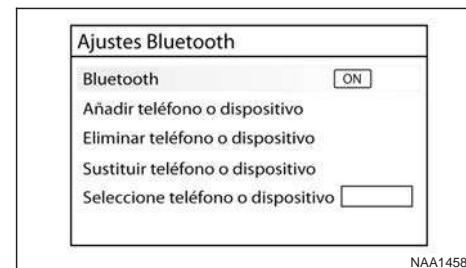 Ajustes Bluetooth
Bluetooth ON
Añadir teléfono o dispositivo
Eliminar teléfono o dispositivo
Sustituir teléfono o dispositivo
Seleccione teléfono o dispositivo
NAA1458